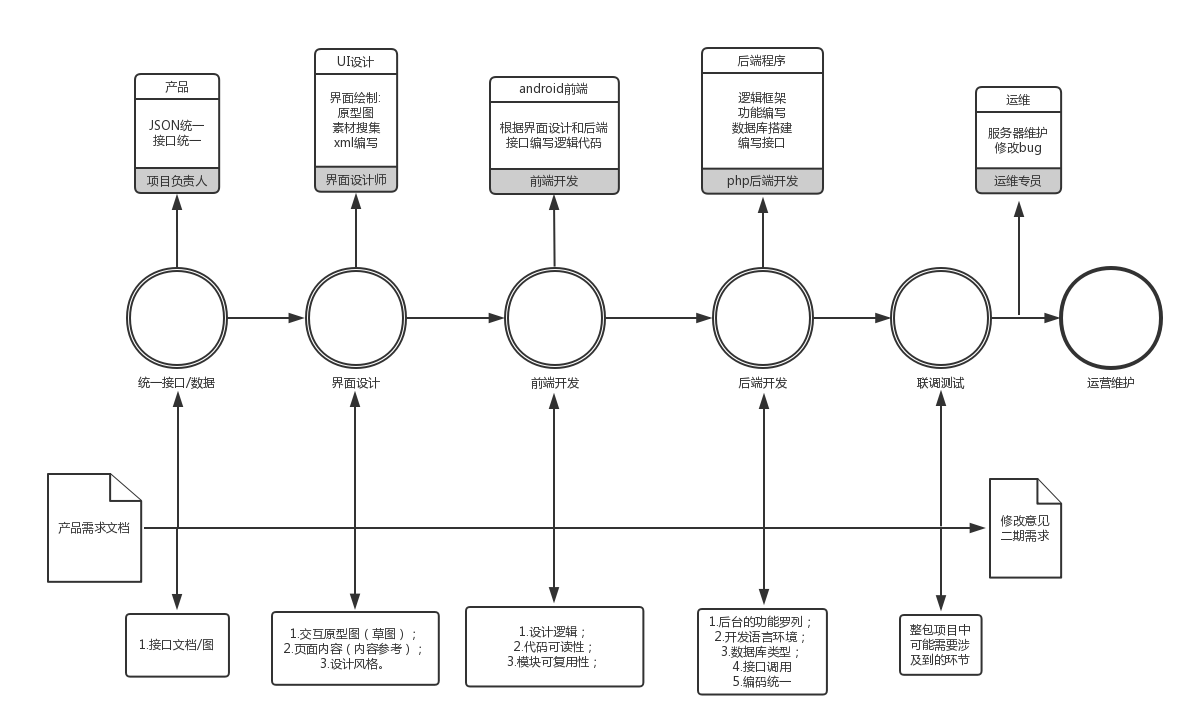 产品
JSON统一
接口统一
项目负责人
UI设计
界面绘制:
原型图
素材搜集
xml编写
界面设计师
android前端
根据界面设计和后端
接口编写逻辑代码
前端开发
后端程序
逻辑框架
功能编写
数据库搭建
编写接口
php后端开发
运维
服务器维护
修改bug
运维专员
统一接口/数据
界面设计
前端开发
后端开发
联调测试
运营维护
产品需求文档
修改意见
二期需求
1.接口文档/图
1.交互原型图（草图）；
2.页面内容（内容参考）；
3.设计风格。
1.设计逻辑；
2.代码可读性；
3.模块可复用性；
1.后台的功能罗列；
2.开发语言环境；
3.数据库类型；
4.接口调用
5.编码统一
整包项目中
可能需要涉
及到的环节